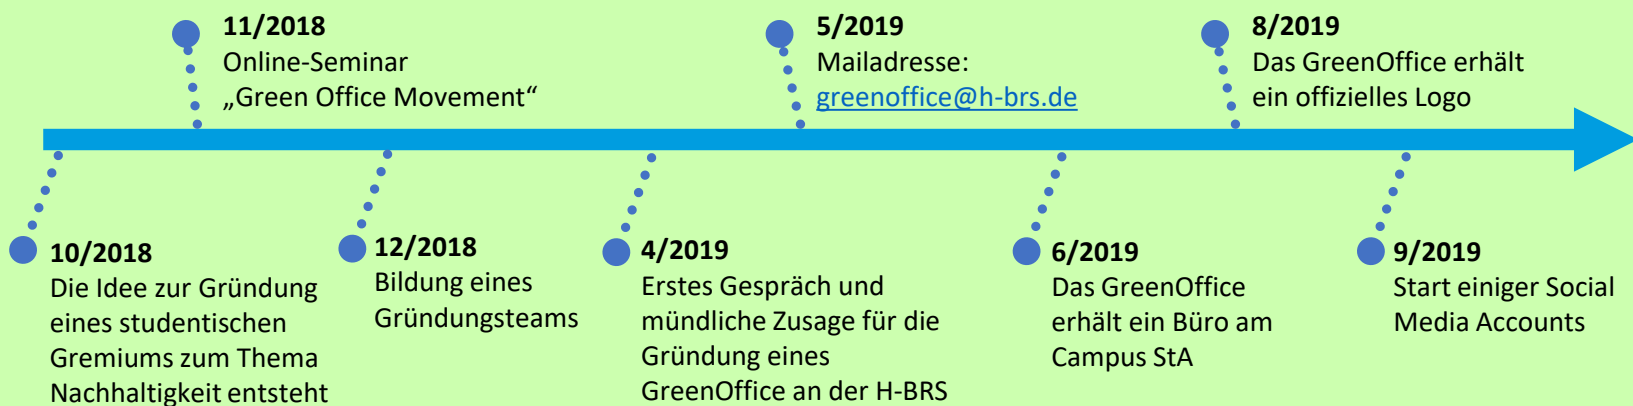 11/2018
Online-Seminar
„Green Office Movement“
5/2019
Mailadresse:
greenoffice@h-brs.de
8/2019
Das GreenOffice erhält
ein offizielles Logo
10/2018
Die Idee zur Gründung
eines studentischen
Gremiums zum Thema
Nachhaltigkeit entsteht
12/2018
Bildung eines
Gründungsteams
4/2019
Erstes Gespräch und
mündliche Zusage für die
Gründung eines
GreenOffice an der H-BRS
6/2019
Das GreenOffice
erhält ein Büro am
Campus StA
9/2019
Start einiger Social
Media Accounts